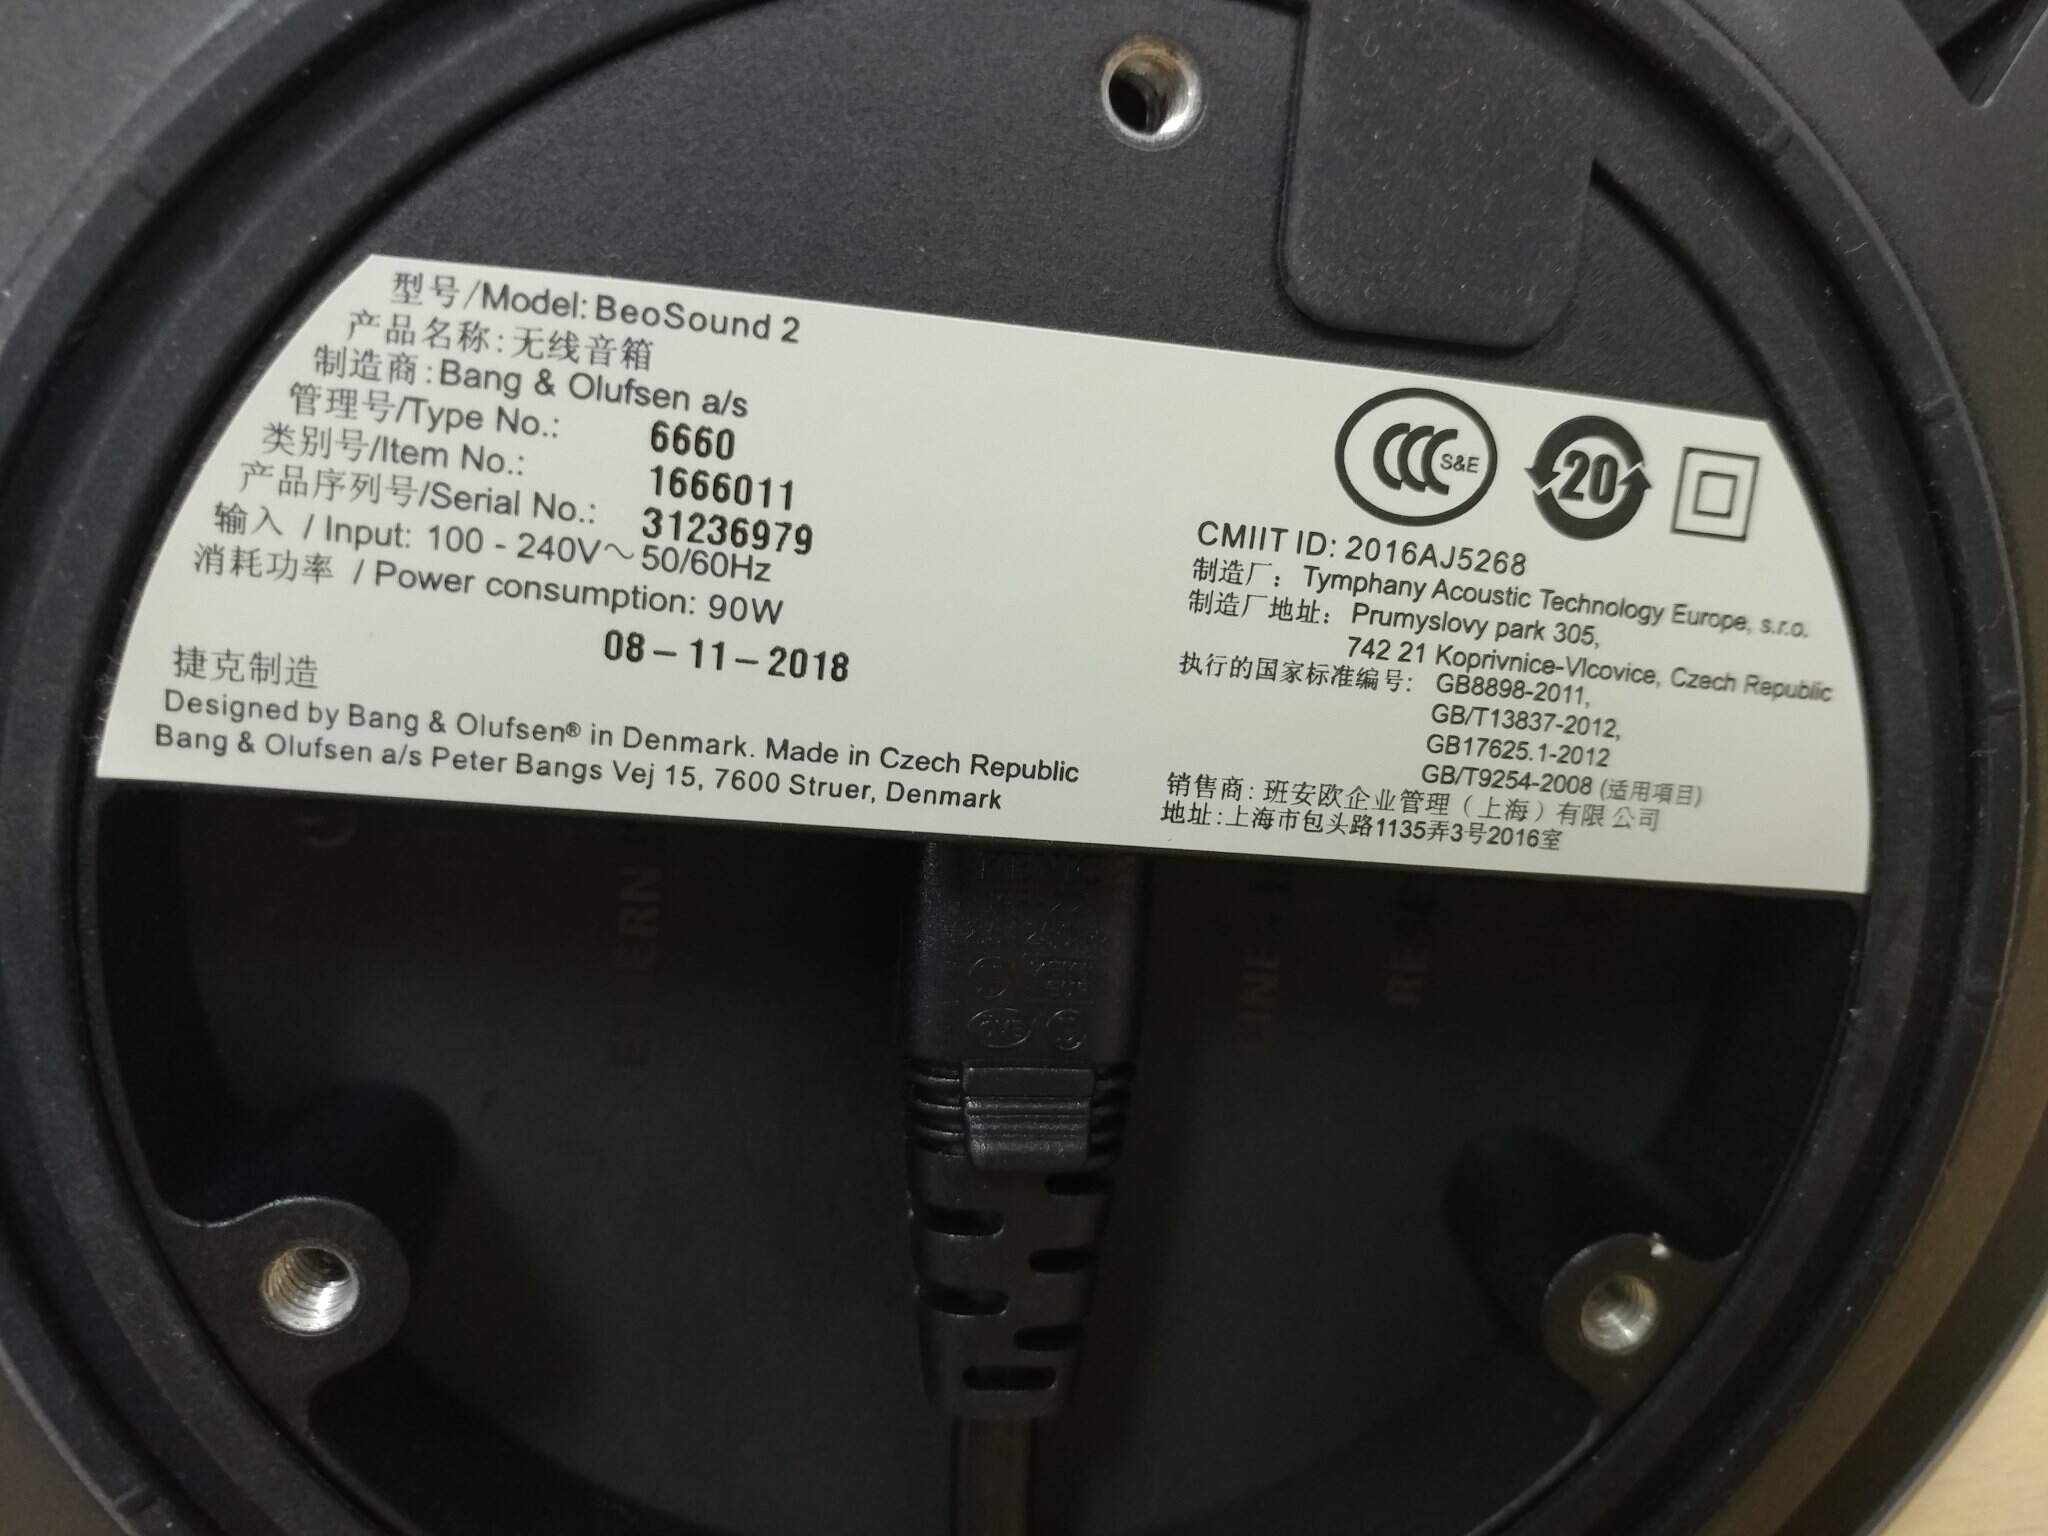 型号/Model: BeoSound 2
产品名称:无线音箱
制造商:Bang & Olufsen a/s
管理号/Type No.: 6660
类别号/Item No.: 1666011
产品序列号/Serial No.: 31236979
输入 / Input: 100 - 240V～50/60Hz
消耗功率 / Power consumption: 90W
08-11-2018
捷克制造
Designed by Bang & Olufsen® in Denmark. Made in Czech Republic
Bang & Olufsen a/s Peter Bangs Vej 15, 7600 Struer, Denmark
CCC S&E
20
CMIIT ID: 2016AJ5268
制造厂：Tymphany Acoustic Technology Europe, s.r.o.
制造厂地址：Prumyslovy park 305,
742 21 Koprivnice-Vlcovice, Czech Republic
执行的国家标准编号: GB8898-2011,
GB/T13837-2012,
GB17625.1-2012
GB/T9254-2008 (适用項目)
销售商: 班安欧企业管理（上海）有限公司
地址:上海市包头路1135弄3号2016室